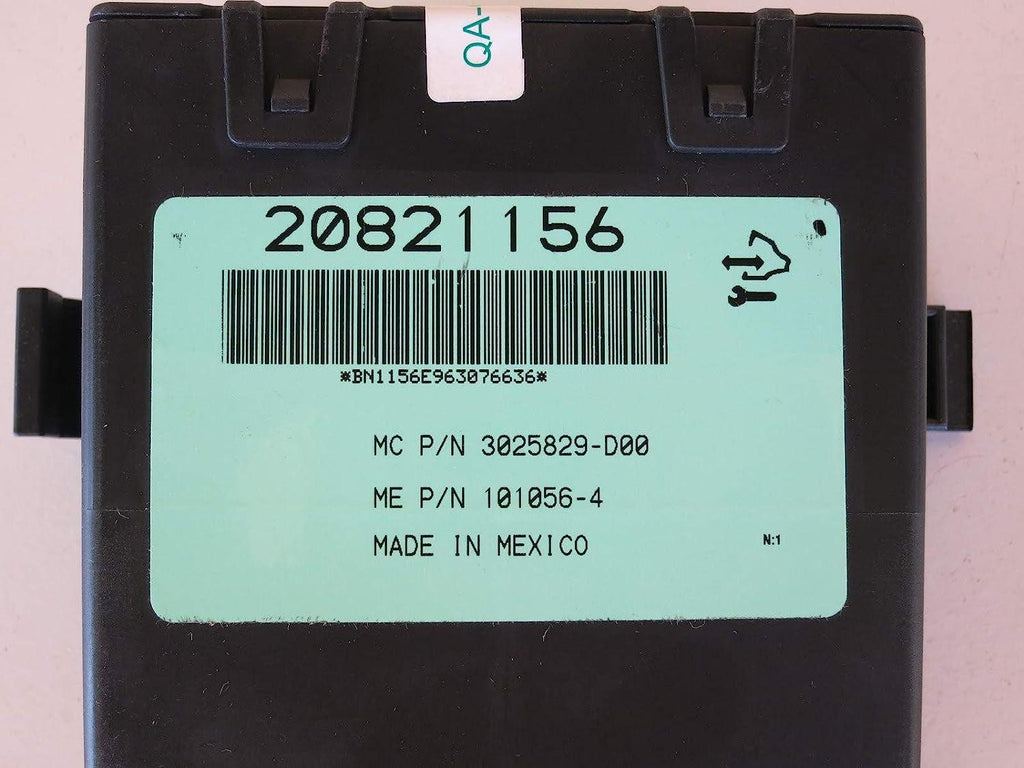 QA-
20821156
*BN1156E963076636*
MC P/N 3025829-D00
ME P/N 101056-4
MADE IN MEXICO
N:1